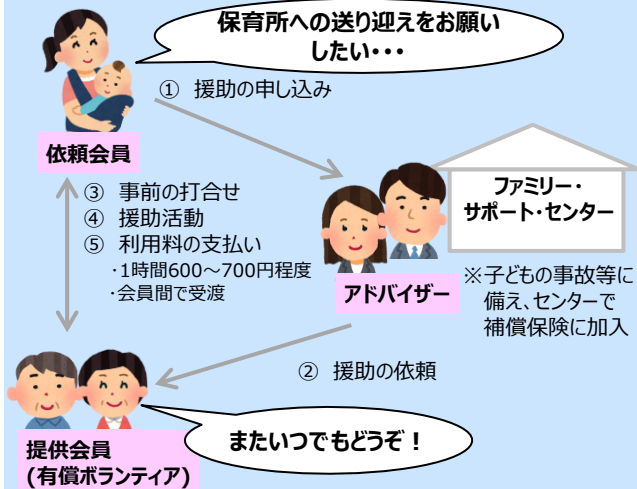 保育所への送り迎えをお願い
したい・・・
① 援助の申し込み
依頼会員
③ 事前の打合せ
④ 援助活動
⑤ 利用料の支払い
・1時間600～700円程度
・会員間で受渡
ファミリー・
サポート・センター
アドバイザー
※子どもの事故等に
備え、センターで
補償保険に加入
② 援助の依頼
またいつでもどうぞ！
提供会員
(有償ボランティア)